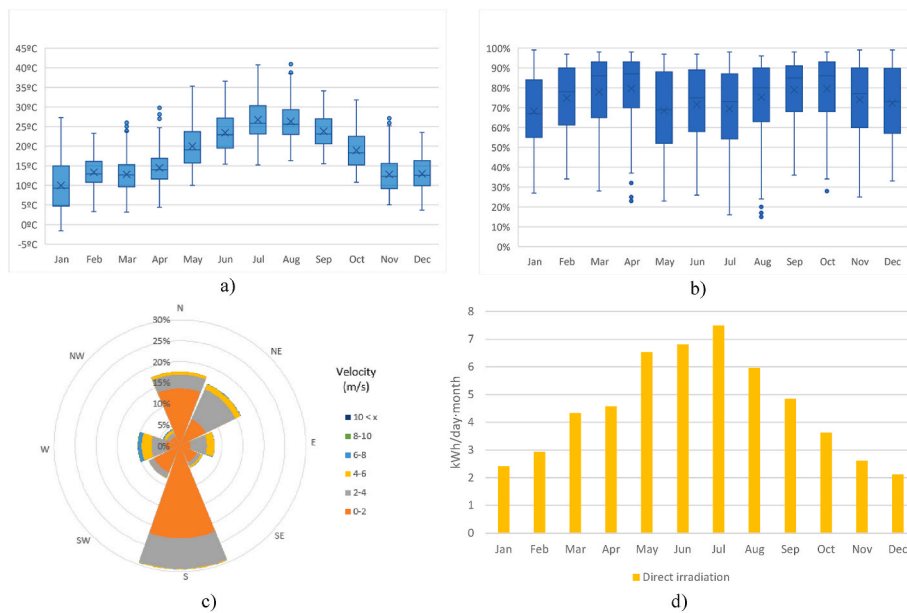 45ºC
40ºC
35ºC
30ºC
25ºC
20ºC
15ºC
10ºC
5ºC
0ºC
-5ºC
Jan Feb Mar Apr May Jun Jul Aug Sep Oct Nov Dec
a)
100%
90%
80%
70%
60%
50%
40%
30%
20%
10%
0%
Jan Feb Mar Apr May Jun Jul Aug Sep Oct Nov Dec
b)
N
30%
25%
20%
15%
10%
5%
0%
NE
E
SE
S
SW
W
NW
Velocity
(m/s)
10 < x
8-10
6-8
4-6
2-4
0-2
c)
kWh/day·month
8
7
6
5
4
3
2
1
0
Jan Feb Mar Apr May Jun Jul Aug Sep Oct Nov Dec
Direct irradiation
d)